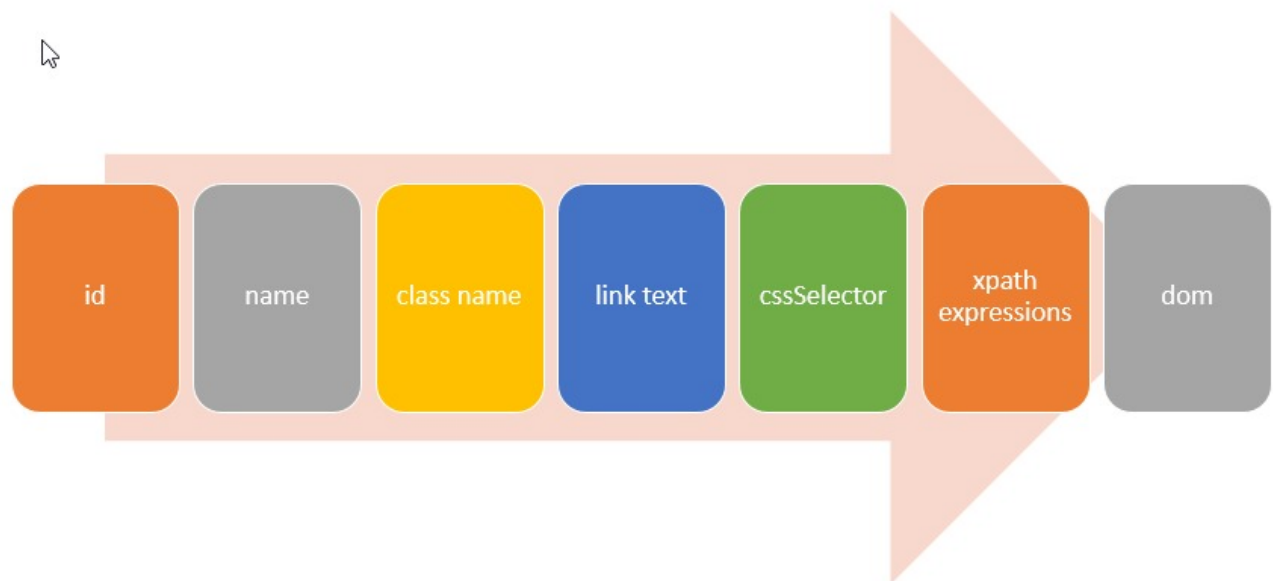 id
name
class name
link text
cssSelector
xpath
expressions
dom